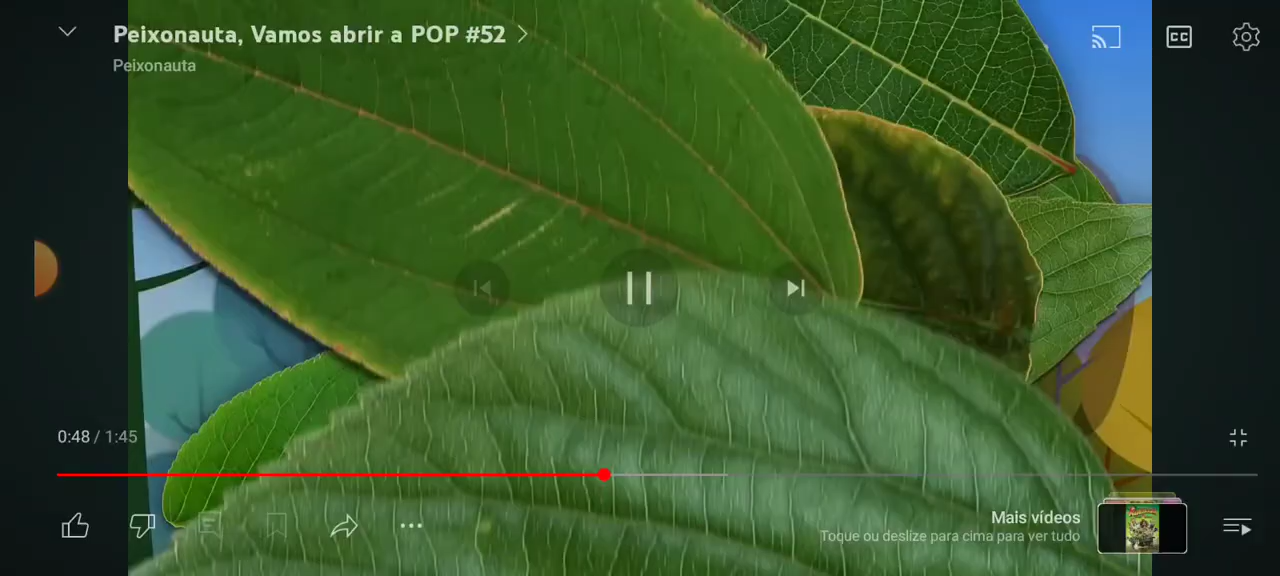 Peixonauta, Vamos abrir a POP #52
Peixonauta
CC
0:48 / 1:45
Mais vídeos
Toque ou deslize para cima para ver tudo